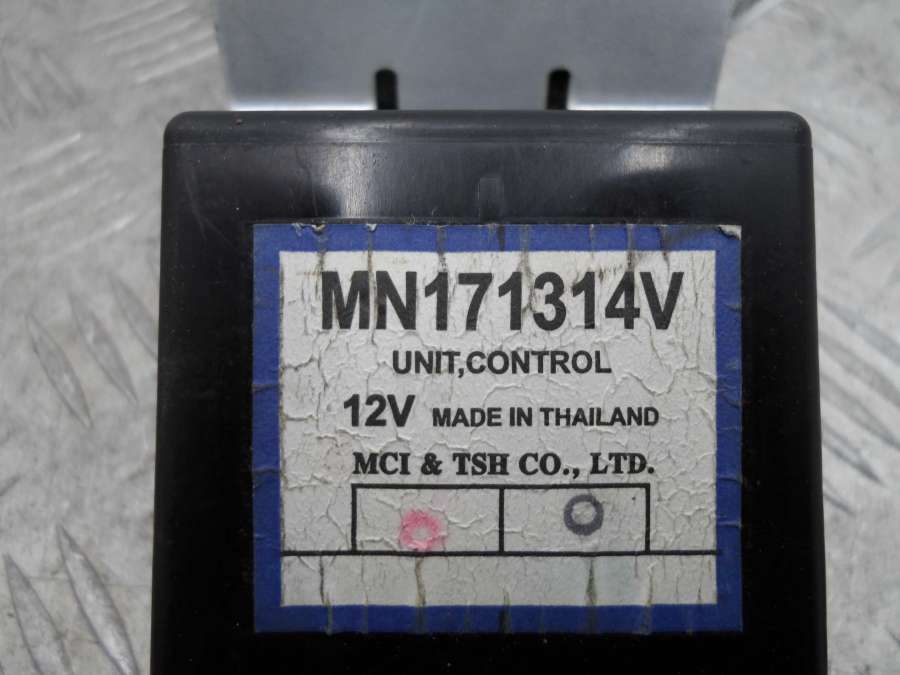 MN171314V
UNIT,CONTROL
12V MADE IN THAILAND
MCI & TSH CO., LTD.